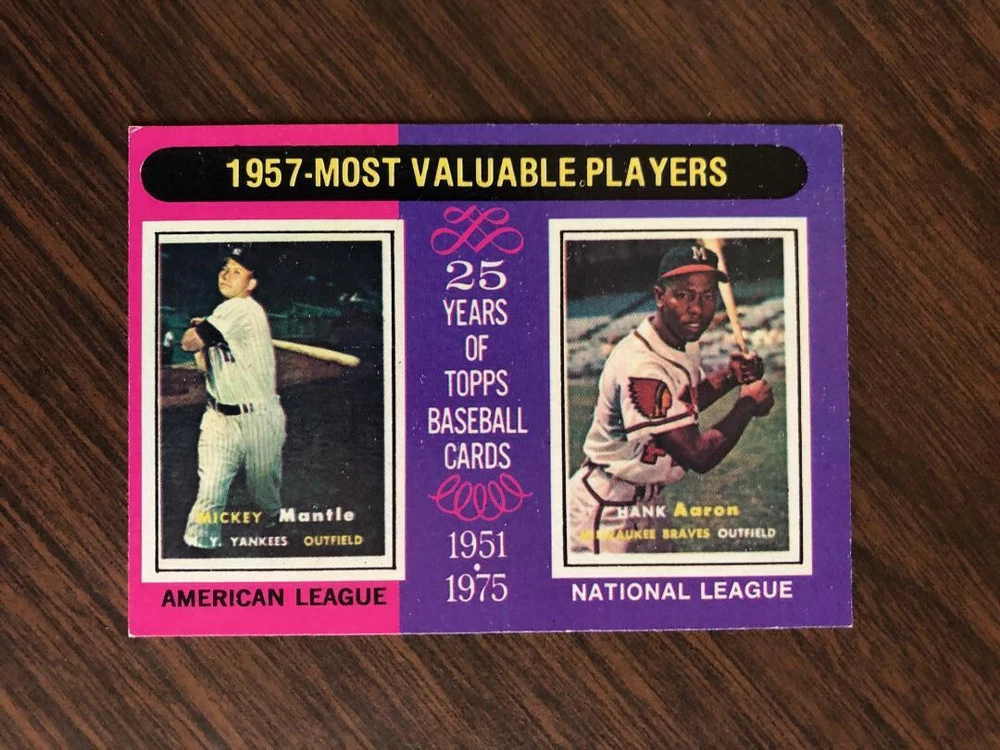 1957-MOST VALUABLE PLAYERS
25
YEARS
OF
TOPPS
BASEBALL
CARDS
1951
•
1975
MICKEY Mantle
N. Y. YANKEES OUTFIELD
AMERICAN LEAGUE
M
HANK Aaron
MILWAUKEE BRAVES OUTFIELD
NATIONAL LEAGUE